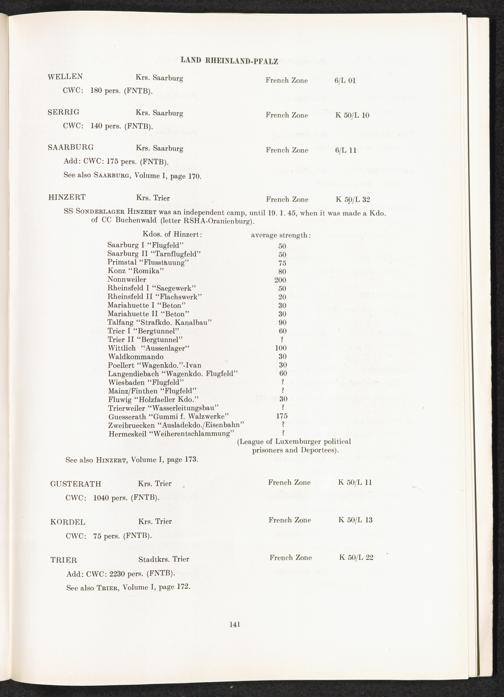 LAND RHEINLAND-PFALZ
WELLEN Krs. Saarburg French Zone 6/L 01
CWC: 180 pers. (FNTB).
SERRIG Krs. Saarburg French Zone K 50/L 10
CWC: 140 pers. (FNTB).
SAARBURG Krs. Saarburg French Zone 6/L 11
Add: CWC: 175 pers. (FNTB).
See also SAARBURG, Volume I, page 170.
HINZERT Krs. Trier French Zone K 50/L 32
SS SONDERLAGER HINZERT was an independent camp, until 19. 1. 45, when it was made a Kdo.
of CC Buchenwald (letter RSHA-Oranienburg).
Kdos. of Hinzert: average strength:
Saarburg I "Flugfeld" 50
Saarburg II "Tarnflugfeld" 50
Primstal "Flusstauung" 75
Konz "Romika" 80
Nonnweiler 200
Rheinsfeld I "Saegewerk" 50
Rheinsfeld II "Flachswerk" 20
Mariahuette I "Beton" 30
Mariahuette II "Beton" 30
Talfang "Strafkdo. Kanalbau" 90
Trier I "Bergtunnel" 60
Trier II "Bergtunnel" ?
Wittlich "Aussenlager" 100
Waldkommando 30
Poellert "Wagenkdo."-Ivan 30
Langendiebach "Wagenkdo. Flugfeld" 60
Wiesbaden "Flugfeld" ?
Mainz/Finthen "Flugfeld" ?
Fluwig "Holzfaeller Kdo." 30
Trierweiler "Wasserleitungsbau" ?
Guesserath "Gummi f. Walzwerke" 175
Zweibruecken "Ausladekdo./Eisenbahn" ?
Hermeskeil "Weiherentschlammung" ?
(League of Luxemburger political
prisoners and Deportees).
See also HINZERT, Volume I, page 173.
GUSTERATH Krs. Trier French Zone K 50/L 11
CWC: 1040 pers. (FNTB).
KORDEL Krs. Trier French Zone K 50/L 13
CWC: 75 pers. (FNTB).
TRIER Stadtkrs. Trier French Zone K 50/L 22
Add: CWC: 2230 pers. (FNTB).
See also TRIER, Volume I, page 172.
141